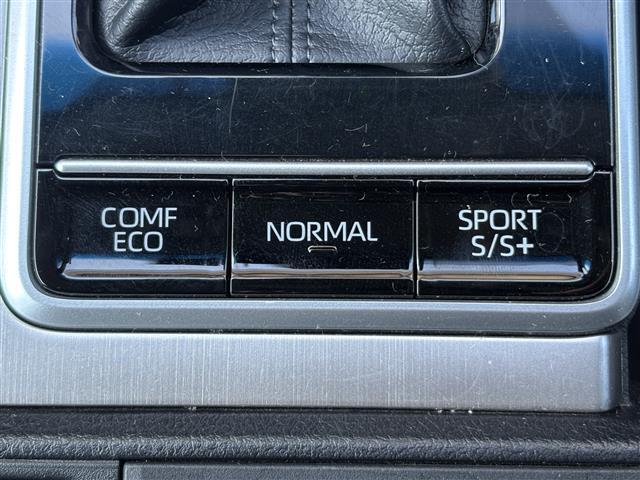 COMF
ECO
NORMAL
SPORT
S/S+